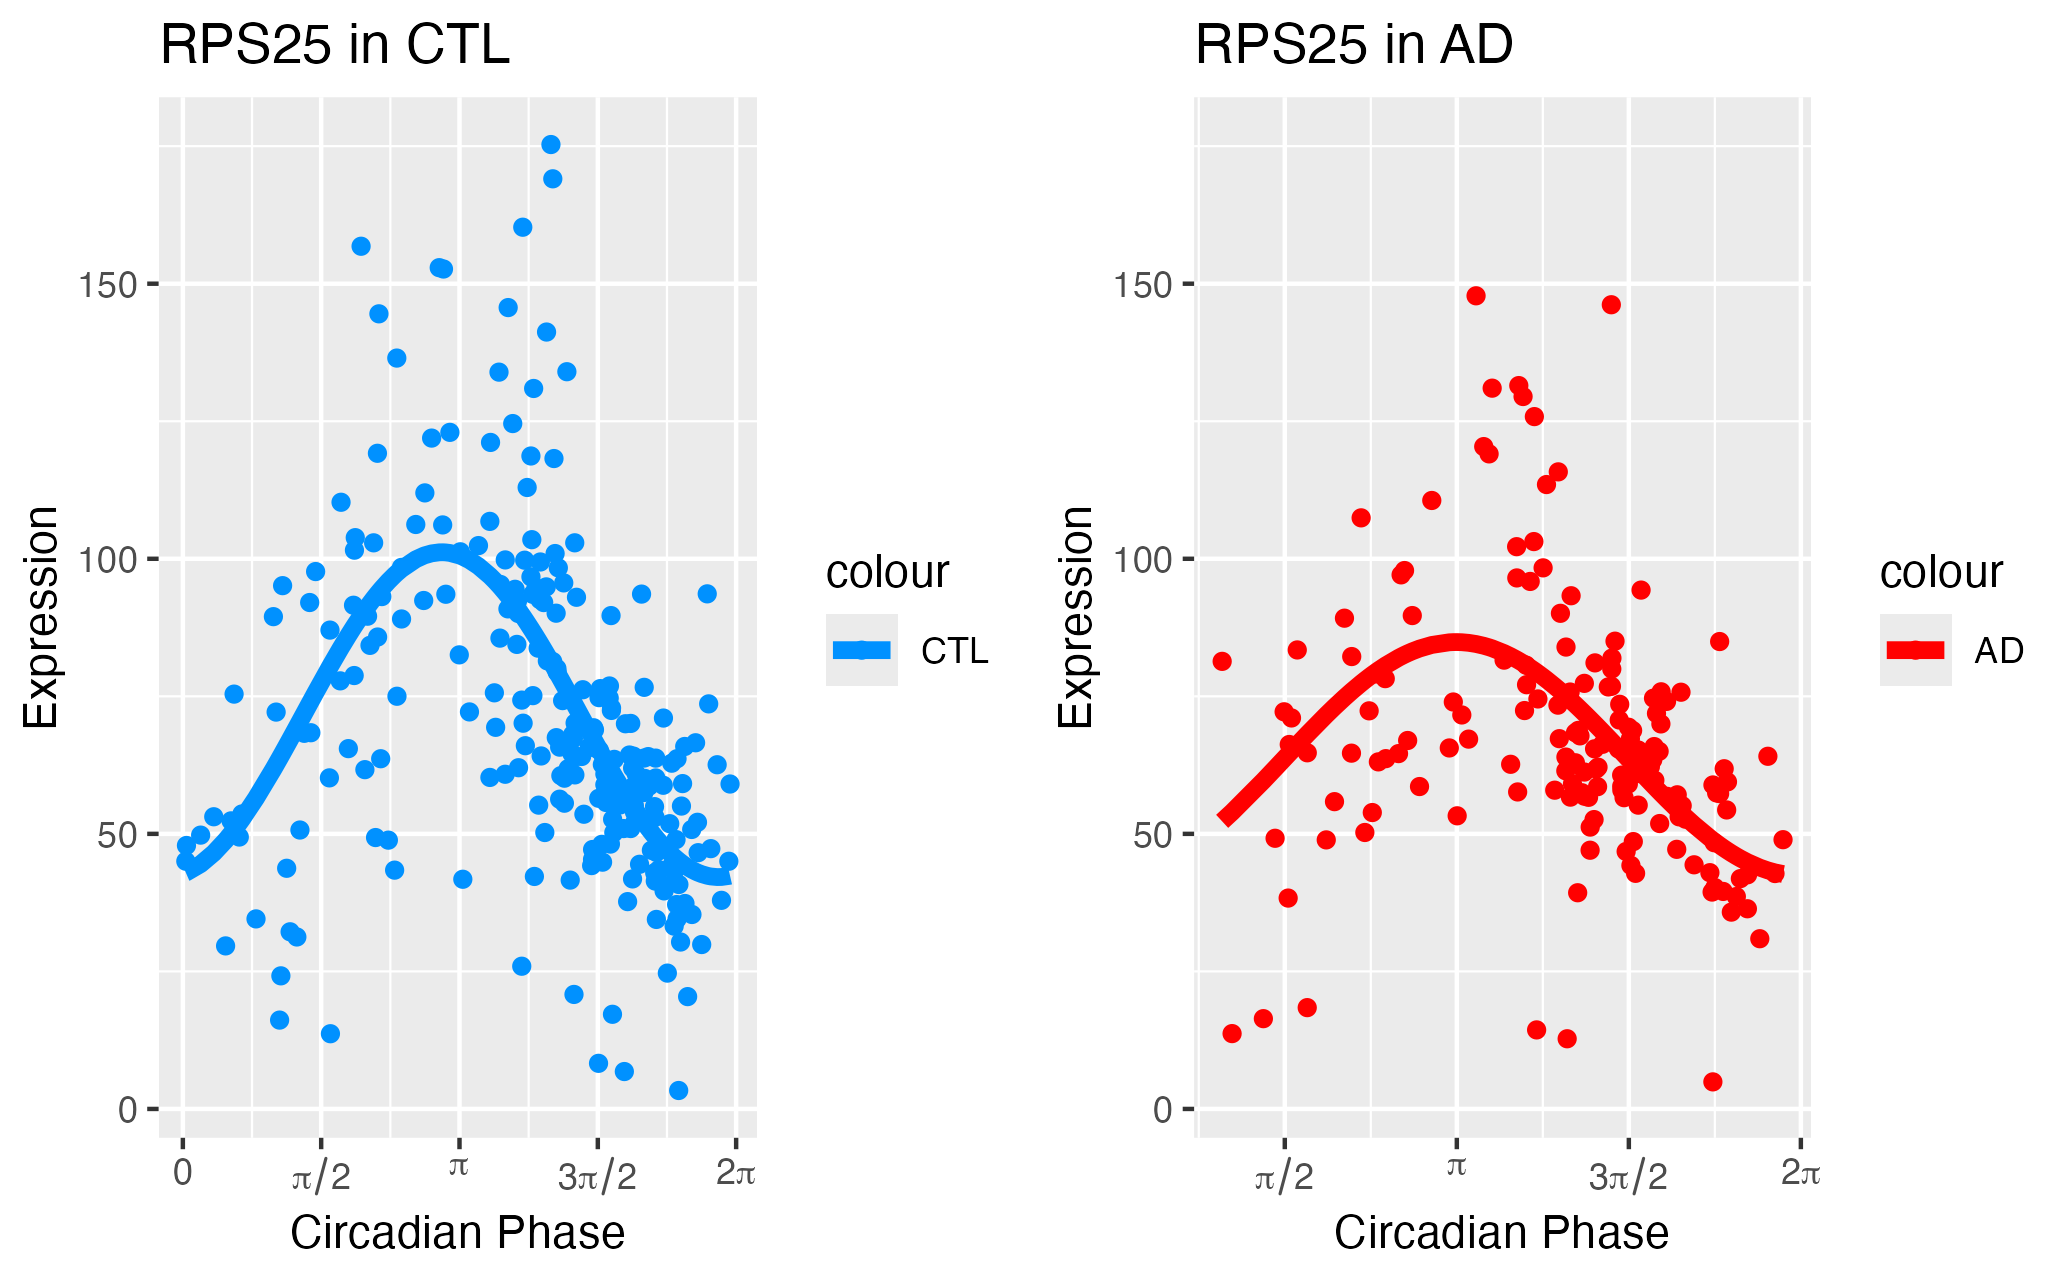 RPS25 in CTL
150
100
50
0
Expression
0
π/2
π
3π/2
2π
Circadian Phase
colour
CTL
RPS25 in AD
150
100
50
0
Expression
π/2
π
3π/2
2π
Circadian Phase
colour
AD